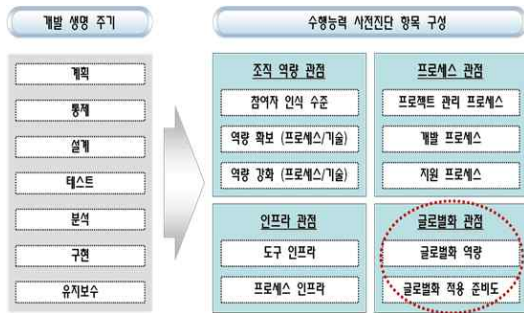 개발 생명 주기
계획
통제
설계
테스트
분석
구현
유지보수
수행능력 사전진단 항목 구성
조직 역량 관점
참여자 인식 수준
역량 확보 (프로세스/기술)
역량 강화 (프로세스/기술)
프로세스 관점
프로젝트 관리 프로세스
개발 프로세스
지원 프로세스
인프라 관점
도구 인프라
프로세스 인프라
글로벌화 관점
글로벌화 역량
글로벌화 적용 준비도